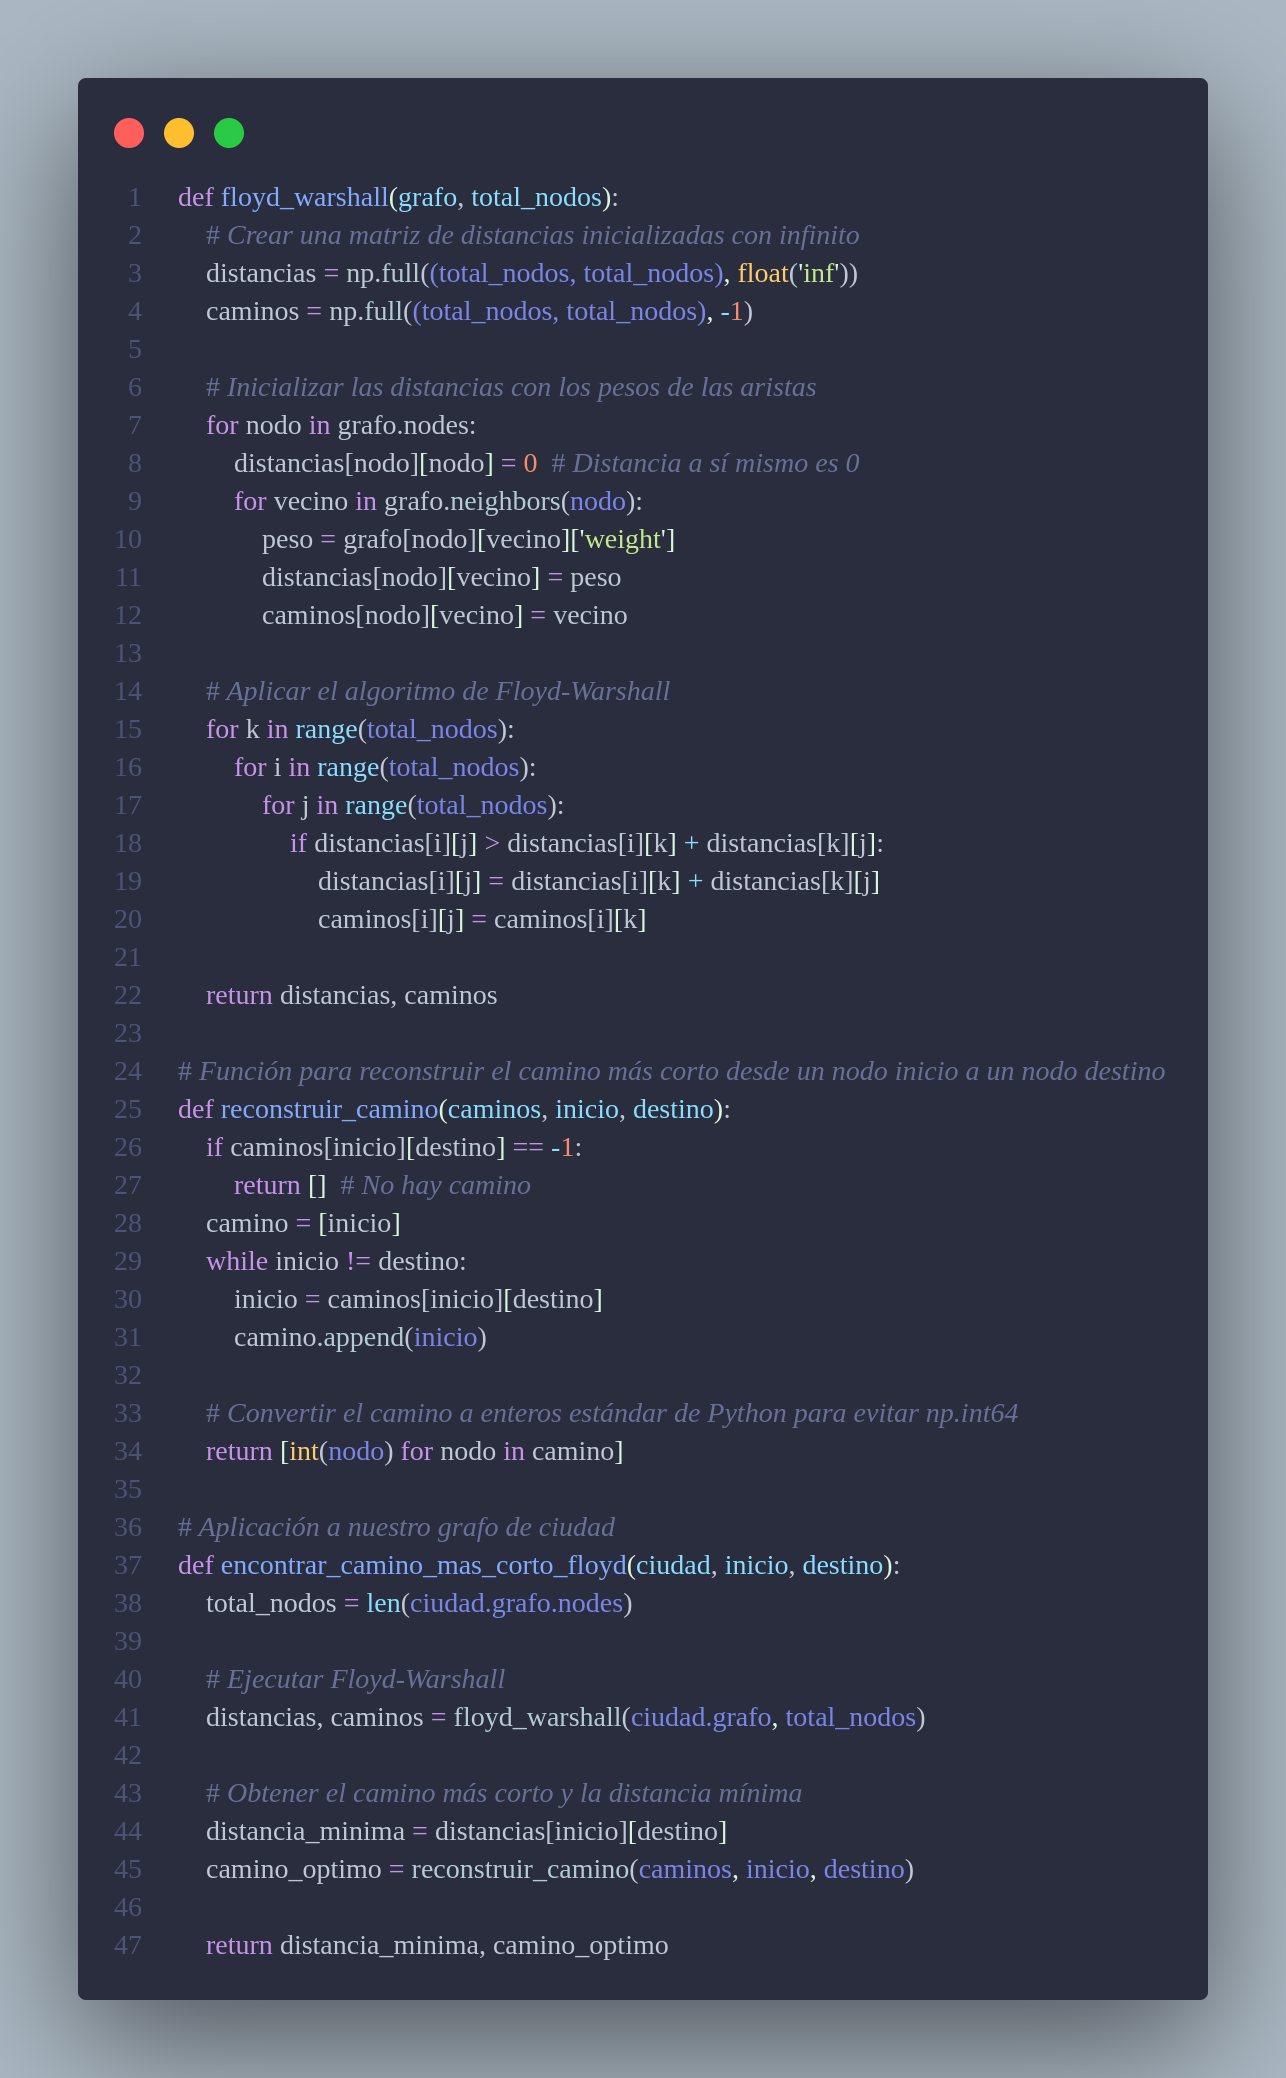 1 def floyd_warshall(grafo, total_nodos):
2 # Crear una matriz de distancias inicializadas con infinito
3 distancias = np.full((total_nodos, total_nodos), float('inf'))
4 caminos = np.full((total_nodos, total_nodos), -1)
5
6 # Inicializar las distancias con los pesos de las aristas
7 for nodo in grafo.nodes:
8 distancias[nodo][nodo] = 0  # Distancia a sí mismo es 0
9 for vecino in grafo.neighbors(nodo):
10 peso = grafo[nodo][vecino]['weight']
11 distancias[nodo][vecino] = peso
12 caminos[nodo][vecino] = vecino
13
14 # Aplicar el algoritmo de Floyd-Warshall
15 for k in range(total_nodos):
16 for i in range(total_nodos):
17 for j in range(total_nodos):
18 if distancias[i][j] > distancias[i][k] + distancias[k][j]:
19 distancias[i][j] = distancias[i][k] + distancias[k][j]
20 caminos[i][j] = caminos[i][k]
21
22 return distancias, caminos
23
24 # Función para reconstruir el camino más corto desde un nodo inicio a un nodo destino
25 def reconstruir_camino(caminos, inicio, destino):
26 if caminos[inicio][destino] == -1:
27 return []  # No hay camino
28 camino = [inicio]
29 while inicio != destino:
30 inicio = caminos[inicio][destino]
31 camino.append(inicio)
32
33 # Convertir el camino a enteros estándar de Python para evitar np.int64
34 return [int(nodo) for nodo in camino]
35
36 # Aplicación a nuestro grafo de ciudad
37 def encontrar_camino_mas_corto_floyd(ciudad, inicio, destino):
38 total_nodos = len(ciudad.grafo.nodes)
39
40 # Ejecutar Floyd-Warshall
41 distancias, caminos = floyd_warshall(ciudad.grafo, total_nodos)
42
43 # Obtener el camino más corto y la distancia mínima
44 distancia_minima = distancias[inicio][destino]
45 camino_optimo = reconstruir_camino(caminos, inicio, destino)
46
47 return distancia_minima, camino_optimo